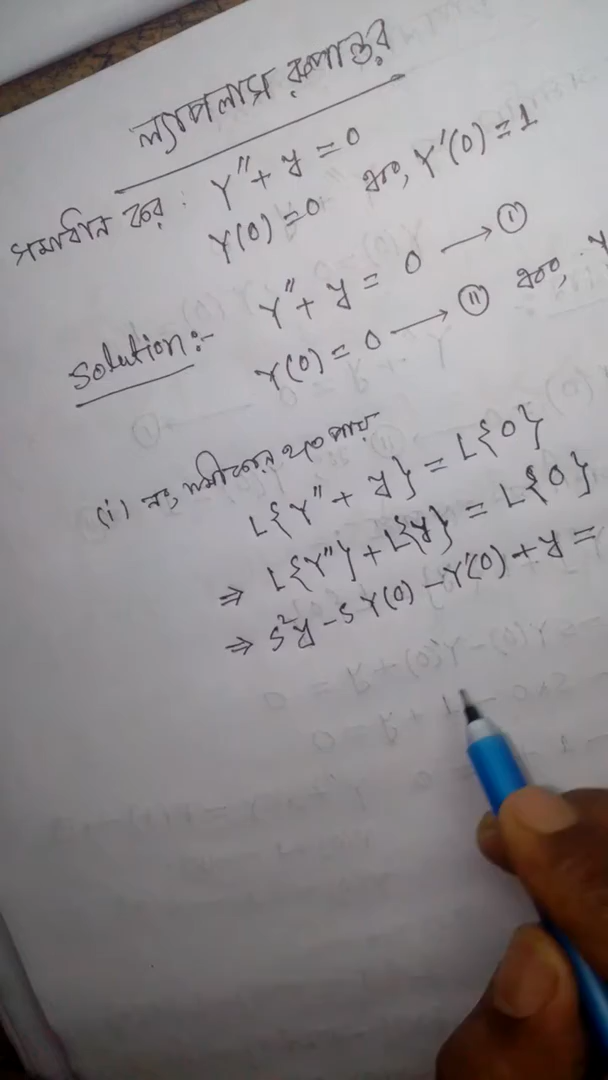 ল্যাপলাস রূপান্তর
সমাধান কর: Y" + y = 0
Y(0) = 0 এবং, Y'(0) = 1
Solution:- Y" + y = 0 → (i)
Y(0) = 0 → (ii) এবং, Y
(i) নং সমীকরণ হতে পাই
L{Y" + y} = L{0}
⇒ L{Y"} + L{y} = L{0}
⇒ s²y - s Y(0) - Y'(0) + y =